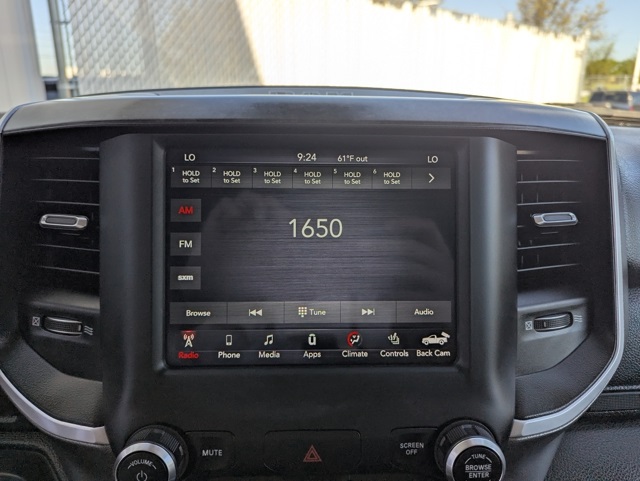 LO 9:24 61°F out LO
1 HOLD to Set 2 HOLD to Set 3 HOLD to Set 4 HOLD to Set 5 HOLD to Set 6 HOLD to Set
AM
1650
FM
sxm
Browse Tune Audio
Radio Phone Media Apps Climate Controls Back Cam
VOLUME
MUTE
SCREEN OFF
TUNE
BROWSE ENTER